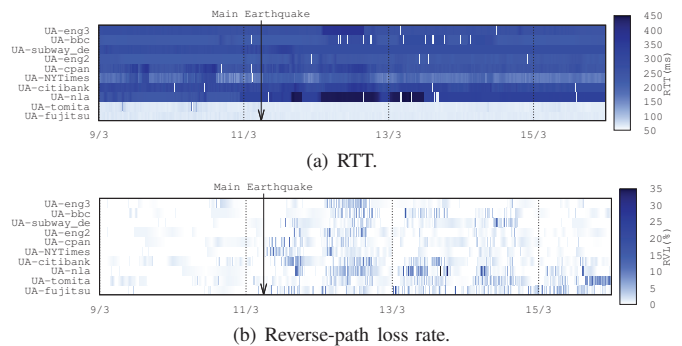 Main Earthquake
UA-eng3
UA-bbc
UA-subway_de
UA-eng2
UA-cpan
UA-NYTimes
UA-citibank
UA-nla
UA-tomita
UA-fujitsu
9/3 11/3 13/3 15/3
450
400
350
300
250
200
150
100
50
RTT(ms)
(a) RTT.
Main Earthquake
UA-eng3
UA-bbc
UA-subway_de
UA-eng2
UA-cpan
UA-NYTimes
UA-citibank
UA-nla
UA-tomita
UA-fujitsu
9/3 11/3 13/3 15/3
35
30
25
20
15
10
5
0
RVL(%)
(b) Reverse-path loss rate.